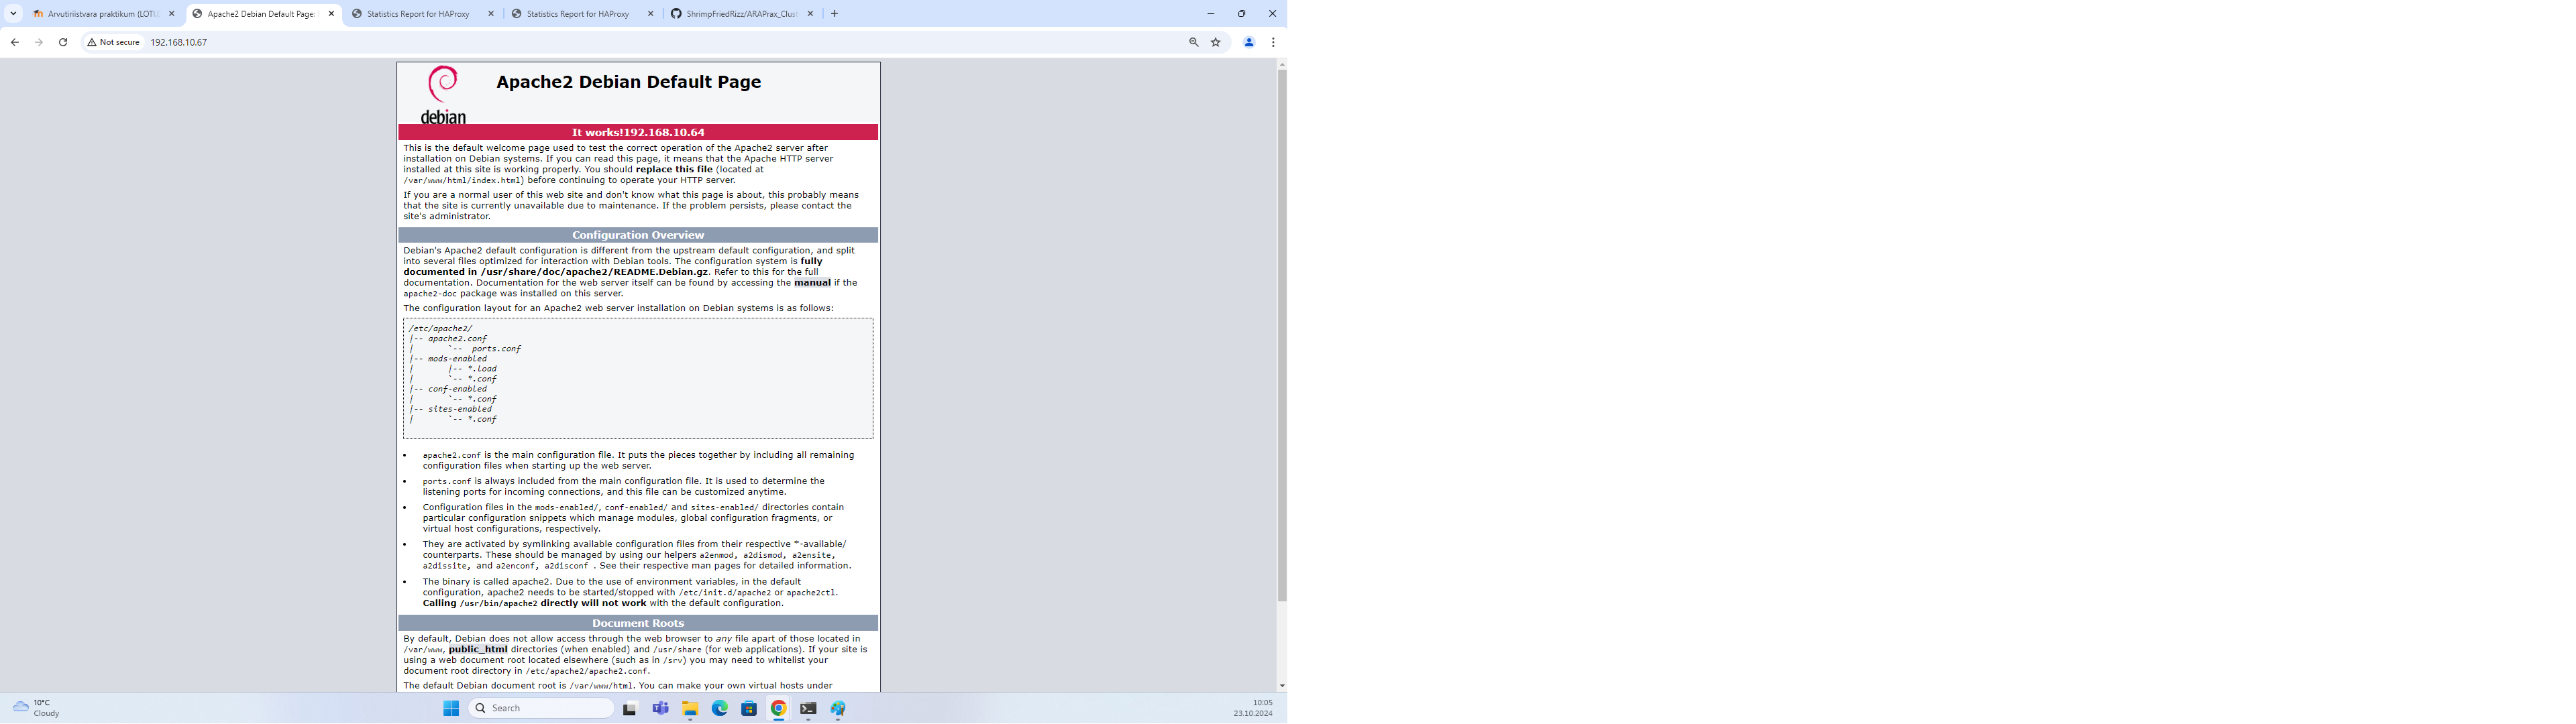 Arvutiriistvara praktikum (LOTI.0
Apache2 Debian Default Page:
Statistics Report for HAProxy
Statistics Report for HAProxy
ShrimpFriedRizz/ARAPrax_Clust
Not secure
192.168.10.67
Apache2 Debian Default Page
debian
It works!192.168.10.64
This is the default welcome page used to test the correct operation of the Apache2 server after
installation on Debian systems. If you can read this page, it means that the Apache HTTP server
installed at this site is working properly. You should replace this file (located at
/var/www/html/index.html) before continuing to operate your HTTP server.
If you are a normal user of this web site and don't know what this page is about, this probably means
that the site is currently unavailable due to maintenance. If the problem persists, please contact the
site's administrator.
Configuration Overview
Debian's Apache2 default configuration is different from the upstream default configuration, and split
into several files optimized for interaction with Debian tools. The configuration system is fully
documented in /usr/share/doc/apache2/README.Debian.gz. Refer to this for the full
documentation. Documentation for the web server itself can be found by accessing the manual if the
apache2-doc package was installed on this server.
The configuration layout for an Apache2 web server installation on Debian systems is as follows:
/etc/apache2/
|-- apache2.conf
|       `--  ports.conf
|-- mods-enabled
|       |-- *.load
|       `-- *.conf
|-- conf-enabled
|       `-- *.conf
|-- sites-enabled
|       `-- *.conf
• apache2.conf is the main configuration file. It puts the pieces together by including all remaining
configuration files when starting up the web server.
• ports.conf is always included from the main configuration file. It is used to determine the
listening ports for incoming connections, and this file can be customized anytime.
• Configuration files in the mods-enabled/, conf-enabled/ and sites-enabled/ directories contain
particular configuration snippets which manage modules, global configuration fragments, or
virtual host configurations, respectively.
• They are activated by symlinking available configuration files from their respective *-available/
counterparts. These should be managed by using our helpers a2enmod, a2dismod, a2ensite,
a2dissite, and a2enconf, a2disconf . See their respective man pages for detailed information.
• The binary is called apache2. Due to the use of environment variables, in the default
configuration, apache2 needs to be started/stopped with /etc/init.d/apache2 or apache2ctl.
Calling /usr/bin/apache2 directly will not work with the default configuration.
Document Roots
By default, Debian does not allow access through the web browser to any file apart of those located in
/var/www, public_html directories (when enabled) and /usr/share (for web applications). If your site is
using a web document root located elsewhere (such as in /srv) you may need to whitelist your
document root directory in /etc/apache2/apache2.conf.
The default Debian document root is /var/www/html. You can make your own virtual hosts under
10°C
Cloudy
Search
10:05
23.10.2024